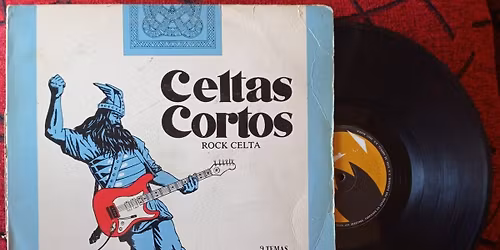 Celtas
Cortos
ROCK CELTA
9 TEMAS